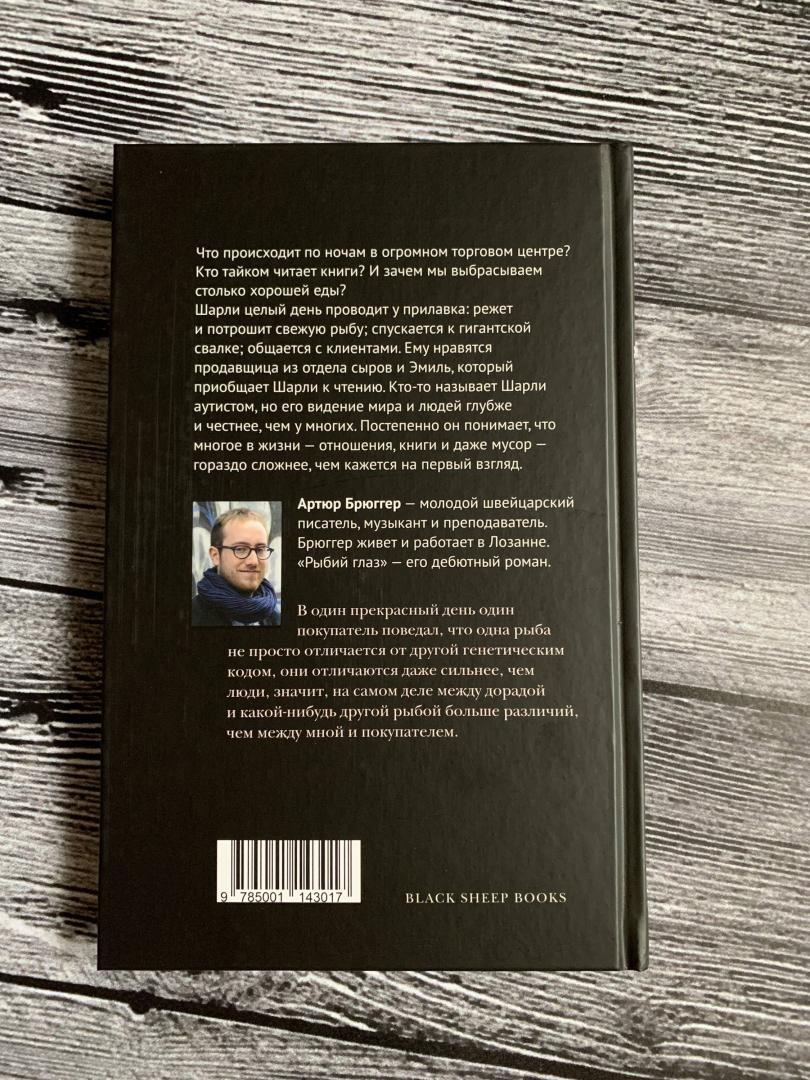 Что происходит по ночам в огромном торговом центре?
Кто тайком читает книги? И зачем мы выбрасываем
столько хорошей еды?
Шарли целый день проводит у прилавка: режет
и потрошит свежую рыбу; спускается к гигантской
свалке; общается с клиентами. Ему нравятся
продавщица из отдела сыров и Эмиль, который
приобщает Шарли к чтению. Кто-то называет Шарли
аутистом, но его видение мира и людей глубже
и честнее, чем у многих. Постепенно он понимает, что
многое в жизни — отношения, книги и даже мусор —
гораздо сложнее, чем кажется на первый взгляд.
Артюр Брюггер — молодой швейцарский
писатель, музыкант и преподаватель.
Брюггер живет и работает в Лозанне.
«Рыбий глаз» — его дебютный роман.
В один прекрасный день один
покупатель поведал, что одна рыба
не просто отличается от другой генетическим
кодом, они отличаются даже сильнее, чем
люди, значит, на самом деле между дорадой
и какой-нибудь другой рыбой больше различий,
чем между мной и покупателем.
9 785001 143017
BLACK SHEEP BOOKS